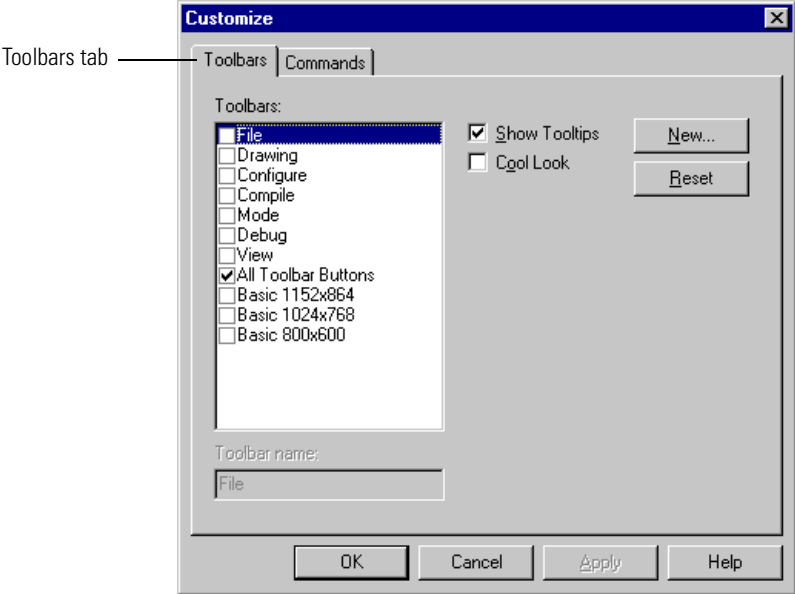 Customize
Toolbars tab
Toolbars
Commands
Toolbars:
File
Drawing
Configure
Compile
Mode
Debug
View
All Toolbar Buttons
Basic 1152x864
Basic 1024x768
Basic 800x600
Show Tooltips
Cool Look
New...
Reset
Toolbar name:
File
OK
Cancel
Apply
Help